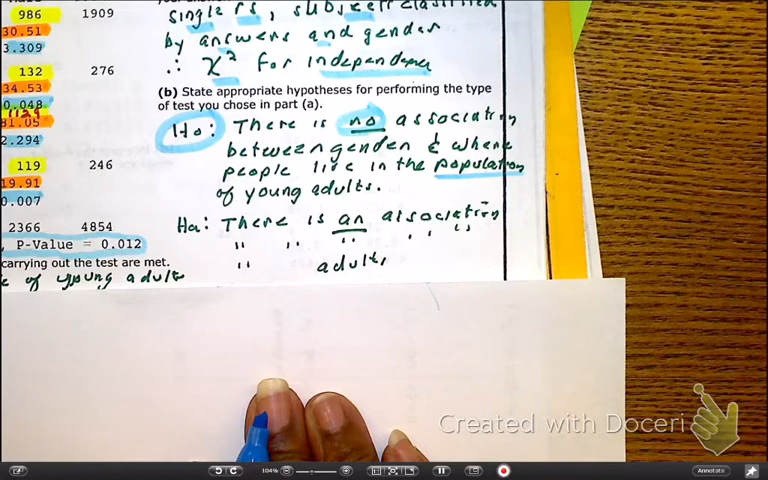 986 1909
single rs, subject classified
30.51
by answers and gender
3.309
∴ χ² for independence
132 276
34.53
(b) State appropriate hypotheses for performing the type
of test you chose in part (a).
0.048
1129
81.05
Ho: There is no association
2.294
between gender & where
people live in the population
119 246
of young adults.
19.91
0.007
Ha: There is an association
2366 4854
" " " " "
, P-Value = 0.012
" adults
carrying out the test are met.
e of young adults
Created with Doceri
104%
Annotate